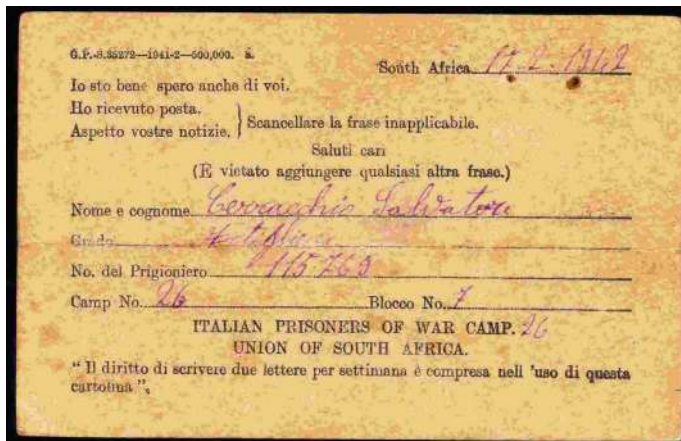 G.P.-S.35272—1941-2—500,000. S.
South Africa 17.2.1942
Io sto bene spero anche di voi.
Ho ricevuto posta.
Aspetto vostre notizie. } Scancellare la frase inapplicabile.
Saluti cari
(È vietato aggiungere qualsiasi altra frase.)
Nome e cognome Salvatore
Grado
No. del Prigioniero 115763
Camp No. 26 Blocco No. 7
ITALIAN PRISONERS OF WAR CAMP. 26
UNION OF SOUTH AFRICA.
" Il diritto di scrivere due lettere per settimana è compresa nell 'uso di questa
cartolina ".